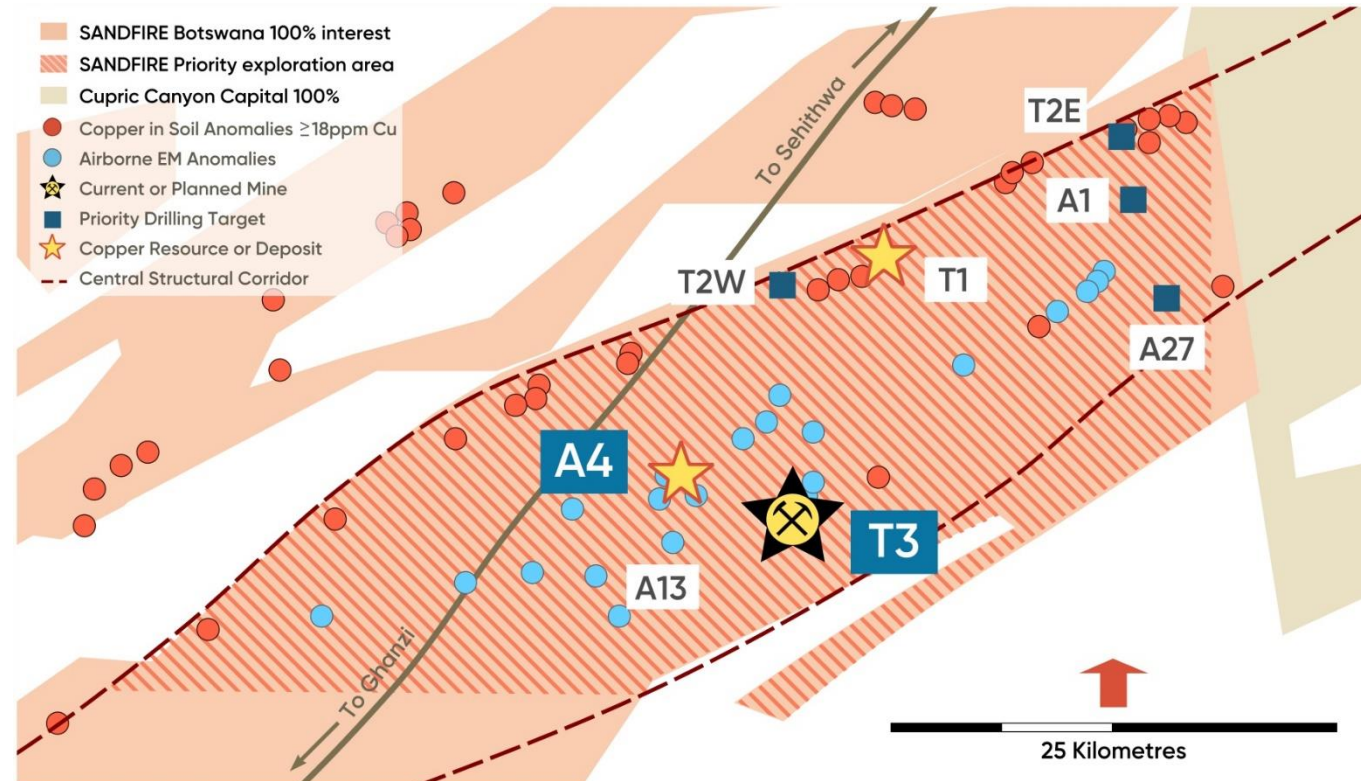 SANDFIRE Botswana 100% interest
SANDFIRE Priority exploration area
Cupric Canyon Capital 100%
Copper in Soil Anomalies ≥18ppm Cu
Airborne EM Anomalies
Current or Planned Mine
Priority Drilling Target
Copper Resource or Deposit
Central Structural Corridor
To Sehithwa
T2E
A1
T2W
T1
A27
A4
T3
A13
To Ghanzi
25 Kilometres